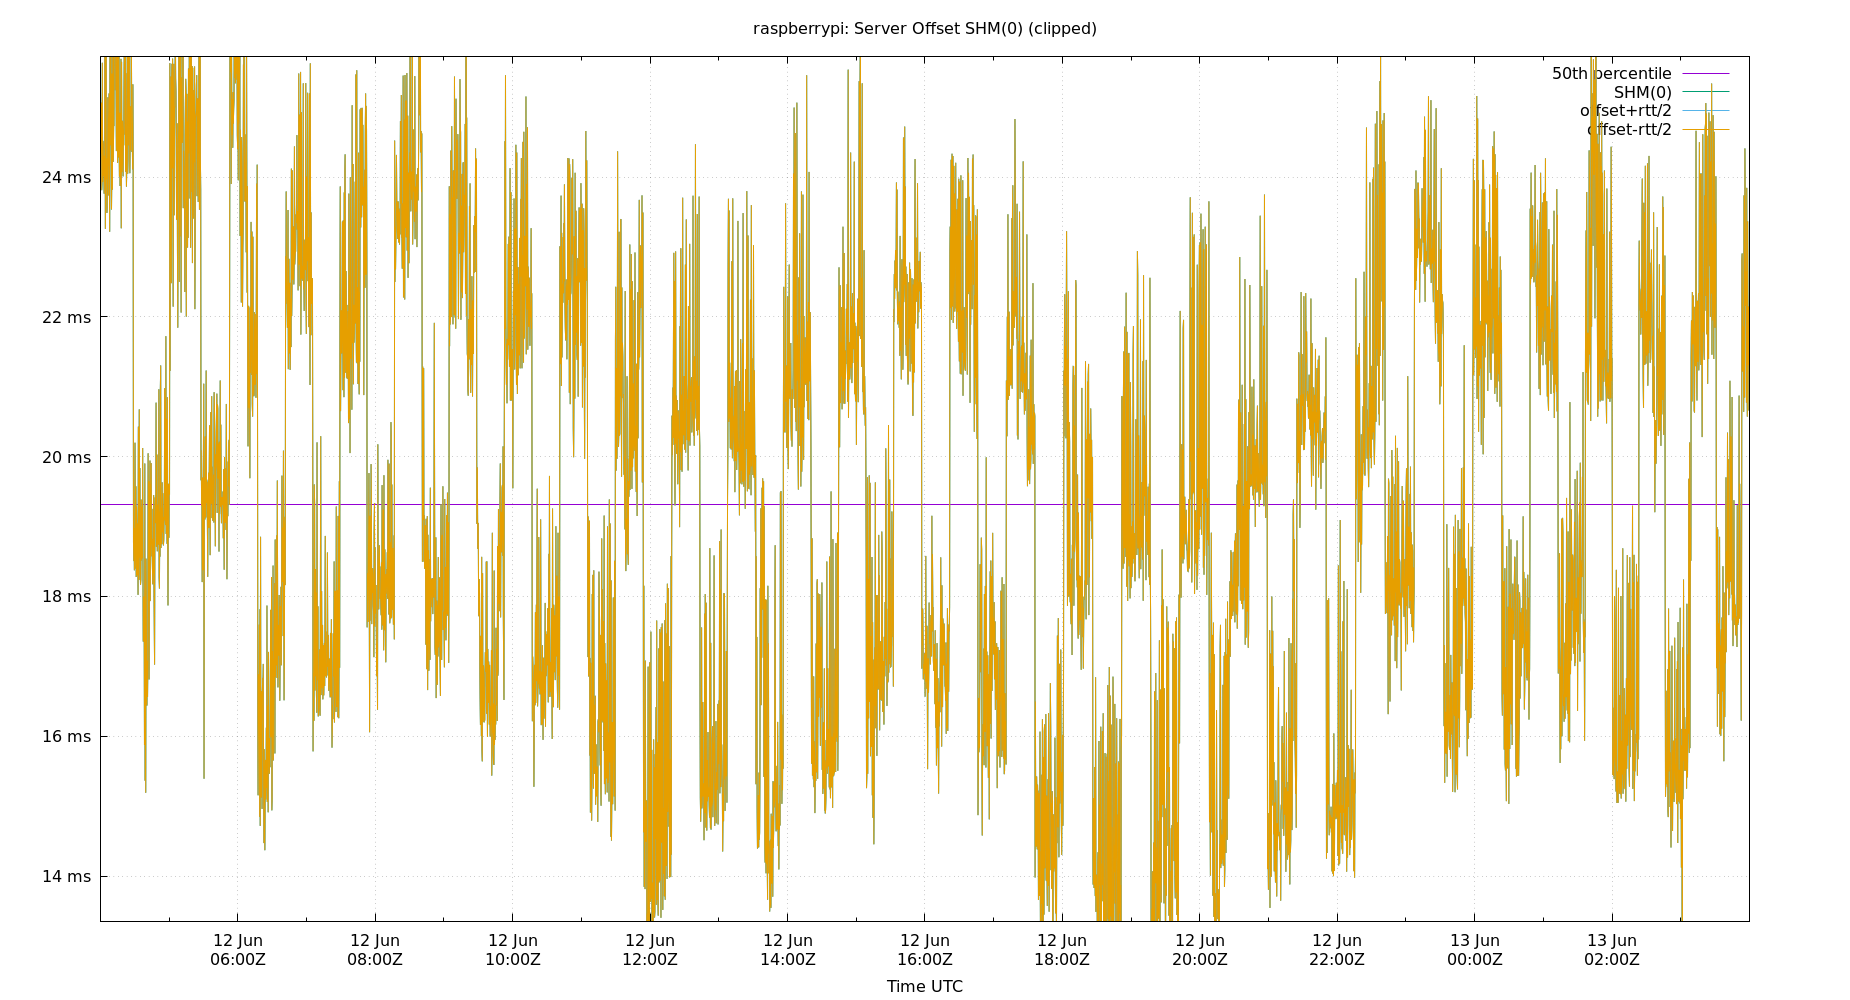 raspberrypi: Server Offset SHM(0) (clipped)
50th percentile
SHM(0)
offset+rtt/2
offset-rtt/2
24 ms
22 ms
20 ms
18 ms
16 ms
14 ms
12 Jun 12 Jun 12 Jun 12 Jun 12 Jun 12 Jun 12 Jun 12 Jun 12 Jun 13 Jun 13 Jun
06:00Z 08:00Z 10:00Z 12:00Z 14:00Z 16:00Z 18:00Z 20:00Z 22:00Z 00:00Z 02:00Z
Time UTC